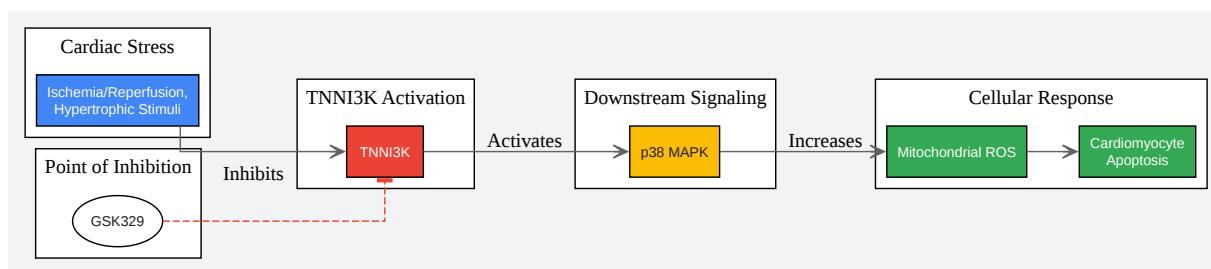 Cardiac Stress
Ischemia/Reperfusion,
Hypertrophic Stimuli
Point of Inhibition
GSK329
Inhibits
TNNI3K Activation
TNNI3K
Activates
Downstream Signaling
p38 MAPK
Increases
Cellular Response
Mitochondrial ROS
Cardiomyocyte
Apoptosis